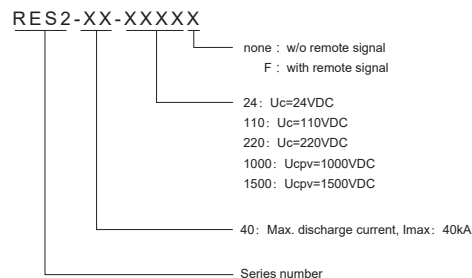 RES2-XX-XXXXX
none : w/o remote signal
F : with remote signal
24: Uc=24VDC
110: Uc=110VDC
220: Uc=220VDC
1000: Ucpv=1000VDC
1500: Ucpv=1500VDC
40: Max. discharge current, Imax: 40kA
Series number